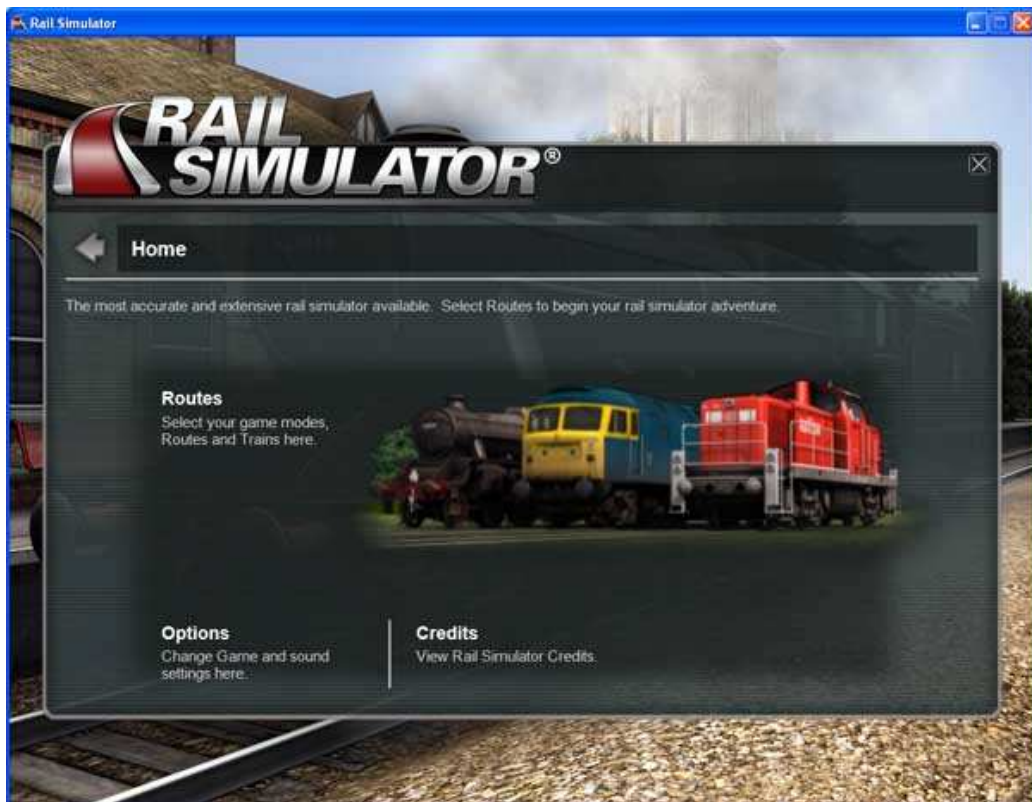 Rail Simulator
RAIL
SIMULATOR®
Home
The most accurate and extensive rail simulator available. Select Routes to begin your rail simulator adventure.
Routes
Select your game modes,
Routes and Trains here.
Options
Change Game and sound
settings here.
Credits
View Rail Simulator Credits.